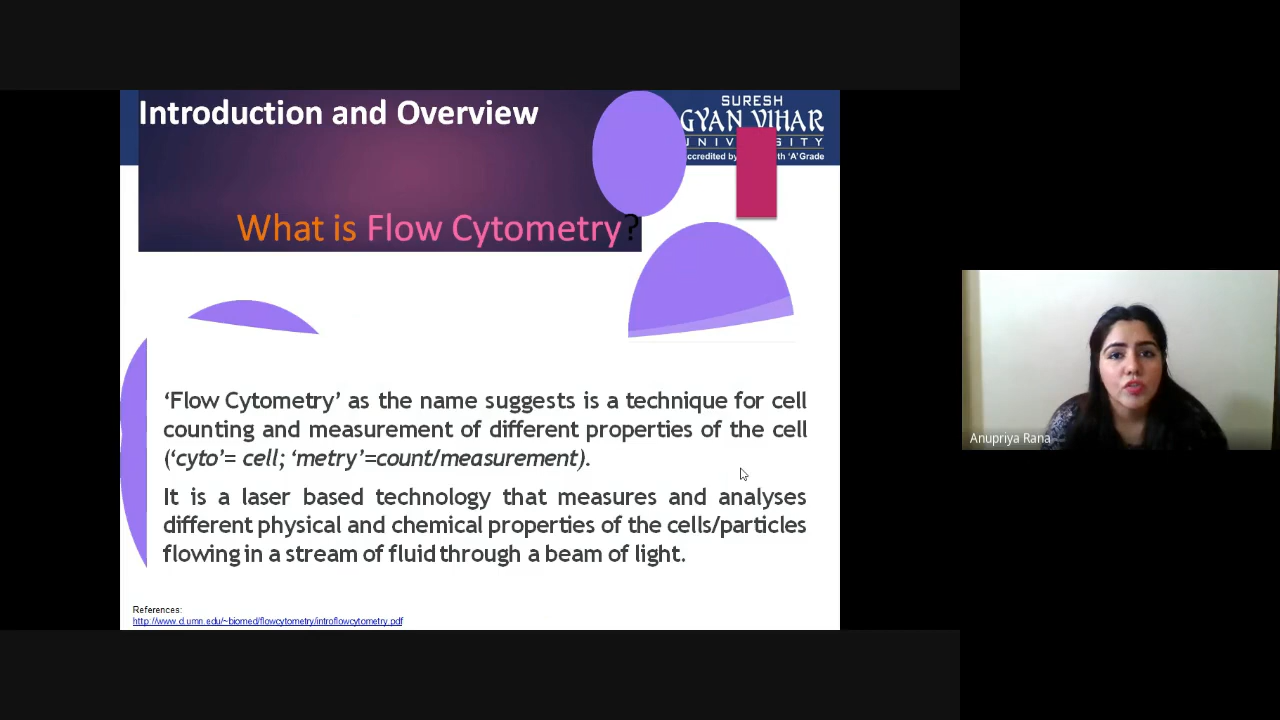 Introduction and Overview
SURESH
GYAN VIHAR
UNIVERSITY
accredited by th 'A' Grade
What is Flow Cytometry?
‘Flow Cytometry’ as the name suggests is a technique for cell
counting and measurement of different properties of the cell
(‘cyto’= cell; ‘metry’=count/measurement).
It is a laser based technology that measures and analyses
different physical and chemical properties of the cells/particles
flowing in a stream of fluid through a beam of light.
References:
http://www.d.umn.edu/~biomed/flowcytometry/introflowcytometry.pdf
Anupriya Rana